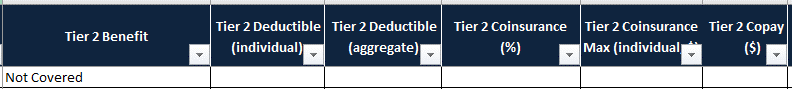 Tier 2 Benefit
Tier 2 Deductible
(individual)
Tier 2 Deductible
(aggregate)
Tier 2 Coinsurance
(%)
Tier 2 Coinsurance
Max (individual
Tier 2 Copay
($)
Not Covered